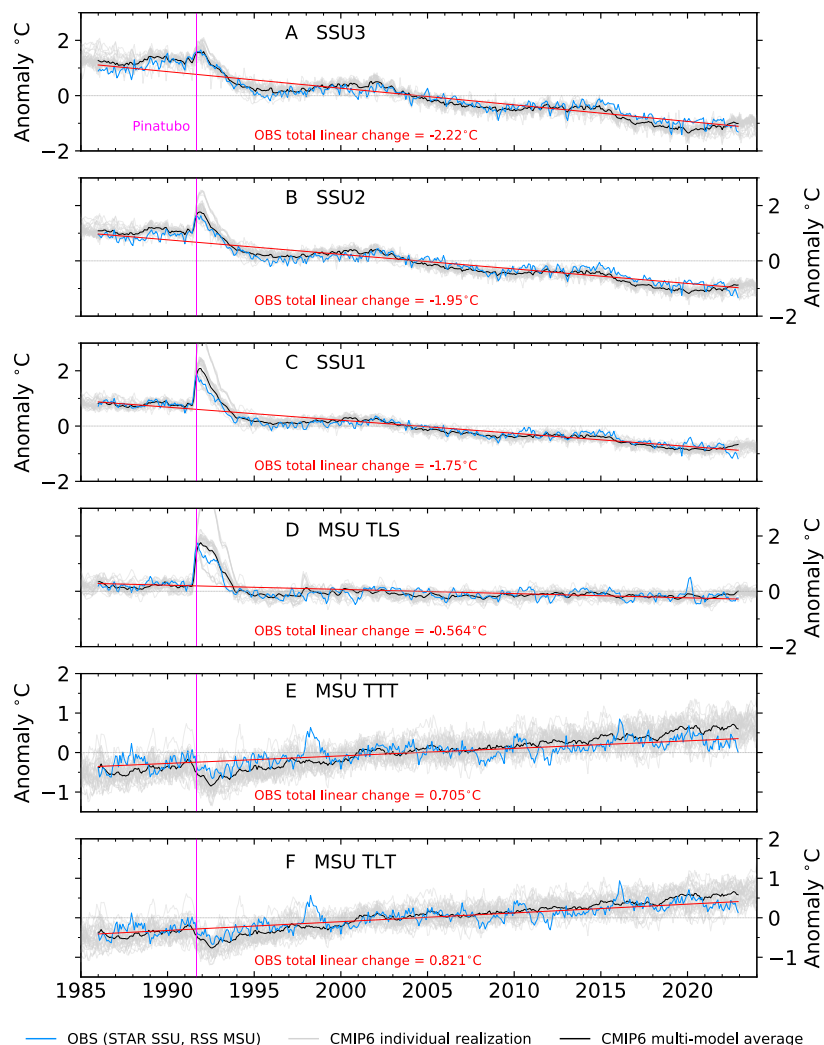 A SSU3
Anomaly °C
2
0
−2
Pinatubo
OBS total linear change = -2.22°C
B SSU2
Anomaly °C
2
0
−2
OBS total linear change = -1.95°C
C SSU1
Anomaly °C
2
0
−2
OBS total linear change = -1.75°C
D MSU TLS
Anomaly °C
2
0
−2
OBS total linear change = -0.564°C
E MSU TTT
Anomaly °C
2
1
0
−1
OBS total linear change = 0.705°C
F MSU TLT
Anomaly °C
2
1
0
−1
OBS total linear change = 0.821°C
1985 1990 1995 2000 2005 2010 2015 2020
OBS (STAR SSU, RSS MSU) CMIP6 individual realization CMIP6 multi-model average